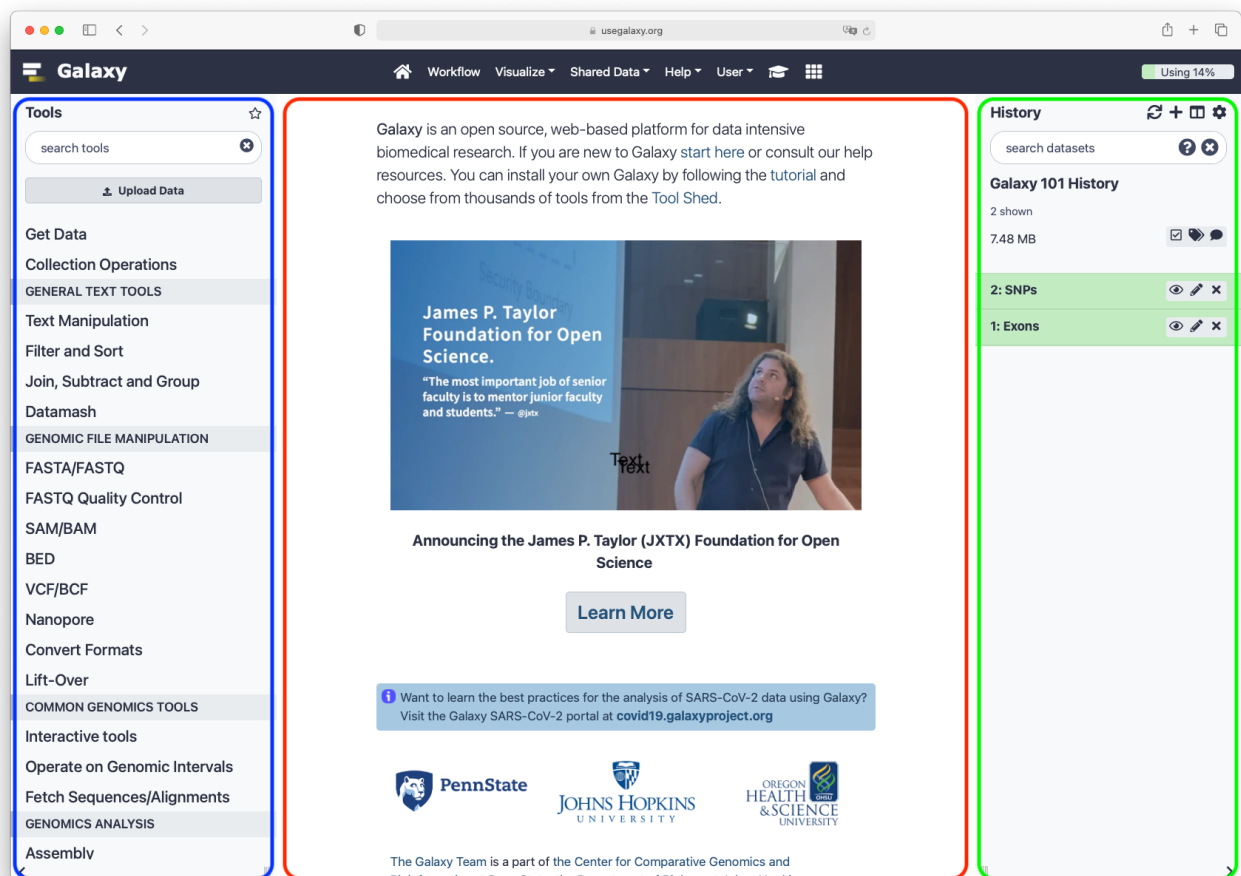 usegalaxy.org
Galaxy
Workflow Visualize Shared Data Help User
Using 14%
Tools
search tools
Upload Data
Get Data
Collection Operations
GENERAL TEXT TOOLS
Text Manipulation
Filter and Sort
Join, Subtract and Group
Datamash
GENOMIC FILE MANIPULATION
FASTA/FASTQ
FASTQ Quality Control
SAM/BAM
BED
VCF/BCF
Nanopore
Convert Formats
Lift-Over
COMMON GENOMICS TOOLS
Interactive tools
Operate on Genomic Intervals
Fetch Sequences/Alignments
GENOMICS ANALYSIS
Assembly
Galaxy is an open source, web-based platform for data intensive
biomedical research. If you are new to Galaxy start here or consult our help
resources. You can install your own Galaxy by following the tutorial and
choose from thousands of tools from the Tool Shed.
Security Boundary
James P. Taylor
Foundation for Open
Science.
“The most important job of senior
faculty is to mentor junior faculty
and students.” — @jxtx
Text
Text
Announcing the James P. Taylor (JXTX) Foundation for Open
Science
Learn More
Want to learn the best practices for the analysis of SARS-CoV-2 data using Galaxy?
Visit the Galaxy SARS-CoV-2 portal at covid19.galaxyproject.org
PennState
JOHNS HOPKINS
UNIVERSITY
OREGON
HEALTH
&SCIENCE
UNIVERSITY
OHSU
The Galaxy Team is a part of the Center for Comparative Genomics and
History
search datasets
Galaxy 101 History
2 shown
7.48 MB
2: SNPs
1: Exons